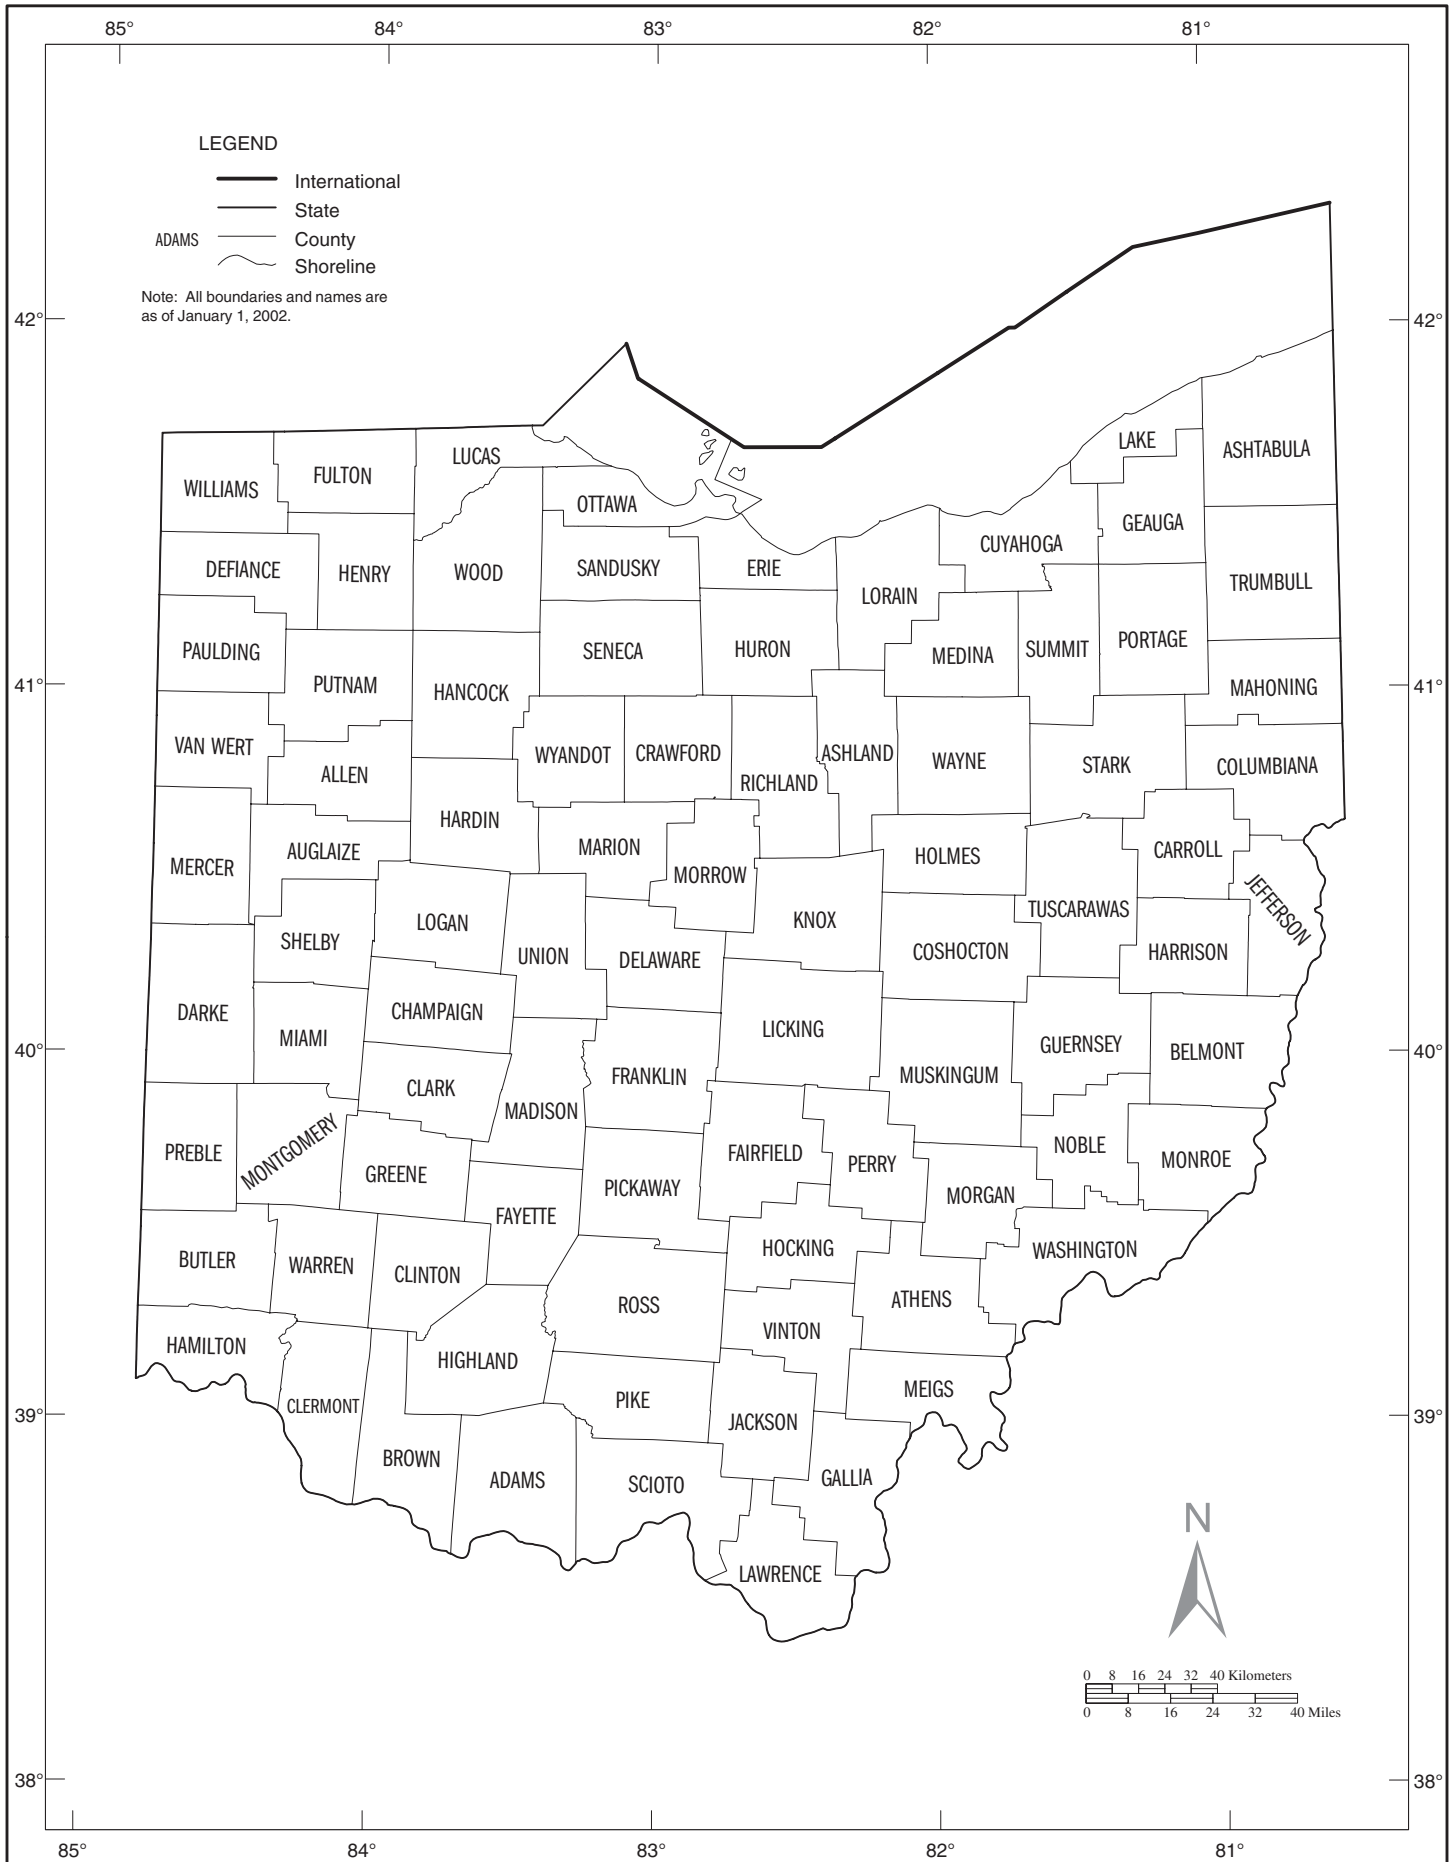 85° 84° 83° 82° 81°
LEGEND
International
State
ADAMS County
Shoreline
Note: All boundaries and names are
as of January 1, 2002.
42° 42°
LAKE
ASHTABULA
LUCAS
FULTON
WILLIAMS
OTTAWA
GEAUGA
CUYAHOGA
DEFIANCE
HENRY
WOOD
SANDUSKY
ERIE
TRUMBULL
LORAIN
PAULDING
SENECA
HURON
MEDINA
SUMMIT
PORTAGE
41° 41°
PUTNAM
HANCOCK
MAHONING
VAN WERT
WYANDOT
CRAWFORD
ASHLAND
WAYNE
STARK
COLUMBIANA
ALLEN
RICHLAND
HARDIN
MERCER
AUGLAIZE
MARION
MORROW
HOLMES
CARROLL
JEFFERSON
LOGAN
KNOX
TUSCARAWAS
SHELBY
UNION
DELAWARE
COSHOCTON
HARRISON
DARKE
CHAMPAIGN
MIAMI
LICKING
GUERNSEY
BELMONT
40° 40°
CLARK
FRANKLIN
MUSKINGUM
MADISON
PREBLE
MONTGOMERY
GREENE
FAIRFIELD
PERRY
NOBLE
MONROE
PICKAWAY
MORGAN
FAYETTE
BUTLER
WARREN
CLINTON
HOCKING
WASHINGTON
ROSS
ATHENS
HAMILTON
HIGHLAND
VINTON
39° 39°
CLERMONT
PIKE
JACKSON
MEIGS
BROWN
ADAMS
SCIOTO
GALLIA
LAWRENCE
N
0 8 16 24 32 40 Kilometers
0 8 16 24 32 40 Miles
38° 38°
85° 84° 83° 82° 81°